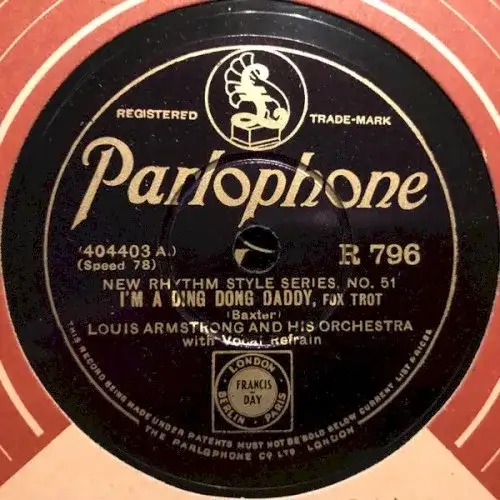 REGISTERED TRADE-MARK
Parlophone
(404403 A.)
(Speed 78)
R 796
NEW RHYTHM STYLE SERIES, NO. 51
I'M A DING DONG DADDY, FOX TROT
(Baxter)
LOUIS ARMSTRONG AND HIS ORCHESTRA
with Vocal Refrain
LONDON
FRANCIS
DAY
BERLIN PARIS
THIS RECORD BEING MADE UNDER PATENTS MUST NOT BE SOLD BELOW CURRENT LIST PRICES
THE PARLOPHONE CO LTD. LONDON